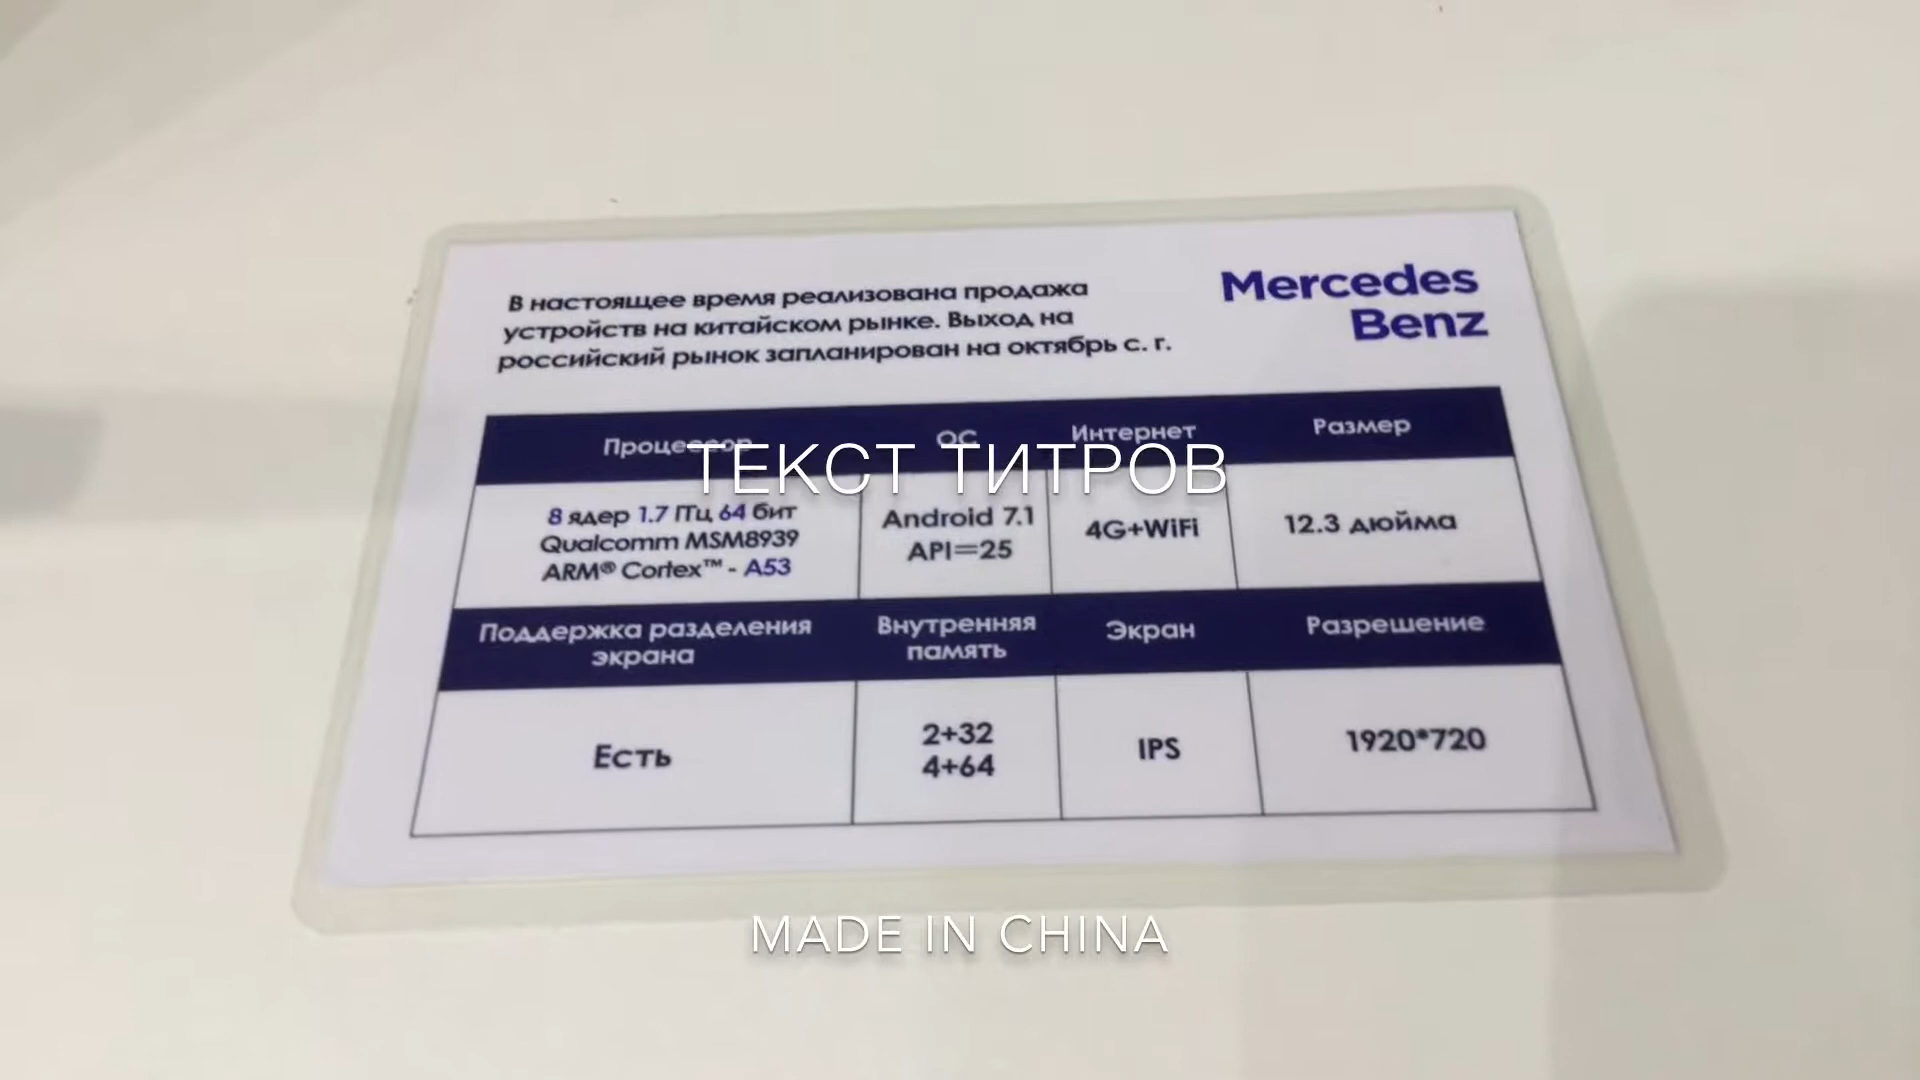 В настоящее время реализована продажа
устройств на китайском рынке. Выход на
российский рынок запланирован на октябрь с. г.
Mercedes
Benz
Процессор
ОС
Интернет
Размер
ТЕКСТ ТИТРОВ
8 ядер 1.7 ГГц 64 бит
Qualcomm MSM8939
ARM® Cortex™ - A53
Android 7.1
API=25
4G+WiFi
12.3 дюйма
Поддержка разделения
экрана
Внутренняя
память
Экран
Разрешение
Есть
2+32
4+64
IPS
1920*720
MADE IN CHINA